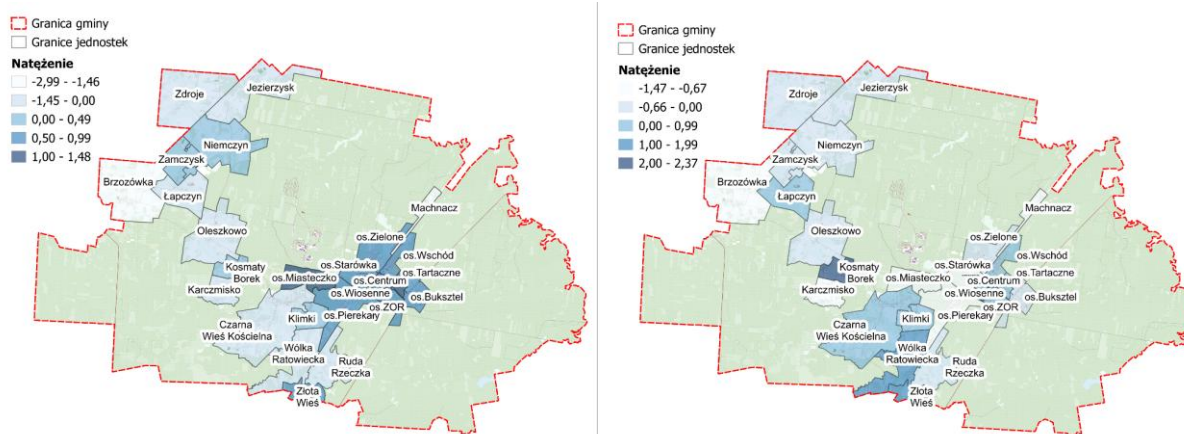 Granica gminy
Granice jednostek
Natężenie
-2,99 - -1,46
-1,45 - 0,00
0,00 - 0,49
0,50 - 0,99
1,00 - 1,48
Jezierzysk
Zdroje
Niemczyn
Zamczysk
Brzozówka
Łapczyn
Machnacz
Oleszkowo
os.Zielone
os.Wschód
os.Starówka
Kosmaty
Borek
os.Tartaczne
os.Miasteczko
os.Centrum
Karczmisko
os.Wiosenne
os.Buksztel
os.ZOR
Klimki
os.Pierekały
Czarna
Wieś Kościelna
Wólka
Ratowiecka
Ruda
Rzeczka
Złota
Wieś
Granica gminy
Granice jednostek
Natężenie
-1,47 - -0,67
-0,66 - 0,00
0,00 - 0,99
1,00 - 1,99
2,00 - 2,37
Jezierzysk
Zdroje
Niemczyn
Zamczysk
Brzozówka
Łapczyn
Machnacz
Oleszkowo
os.Zielone
os.Wschód
os.Starówka
Kosmaty
Borek
os.Tartaczne
os.Miasteczko
os.Centrum
Karczmisko
os.Wiosenne
os.Buksztel
os.ZOR
Klimki
os.Pierekały
Czarna
Wieś Kościelna
Wólka
Ratowiecka
Ruda
Rzeczka
Złota
Wieś